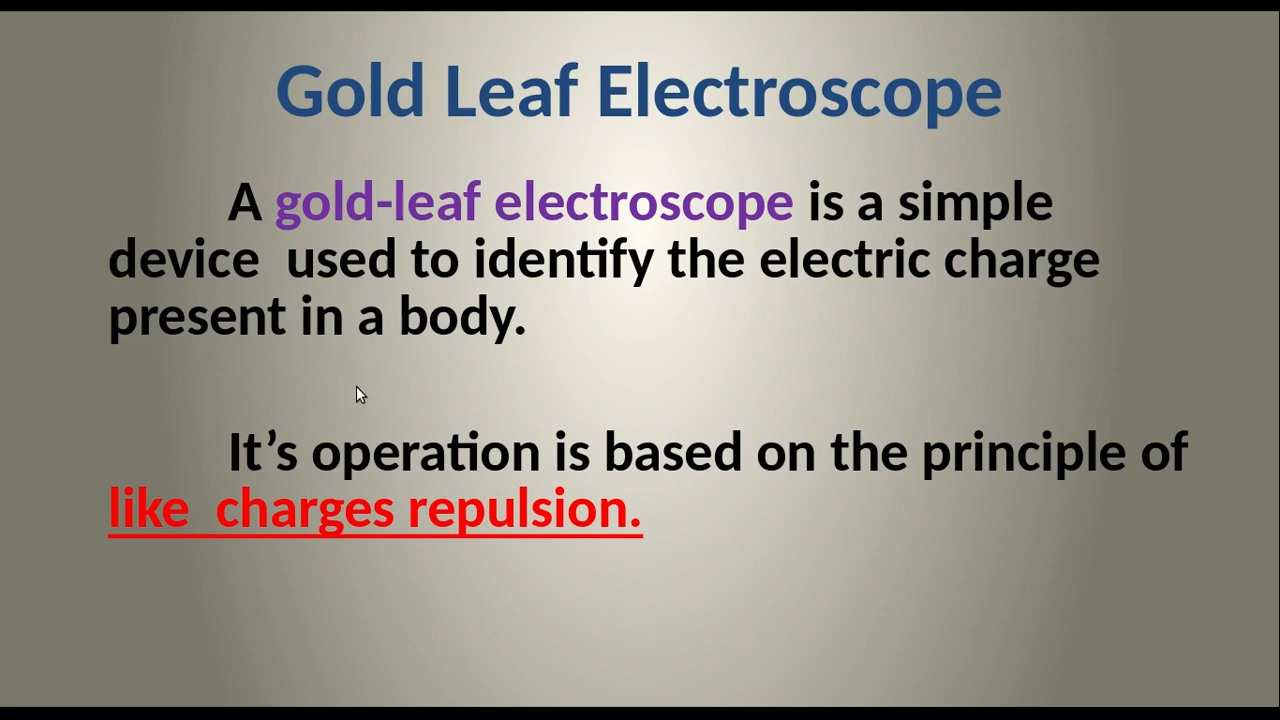 Gold Leaf Electroscope
A gold-leaf electroscope is a simple
device  used to identify the electric charge
present in a body.
It’s operation is based on the principle of
like  charges repulsion.